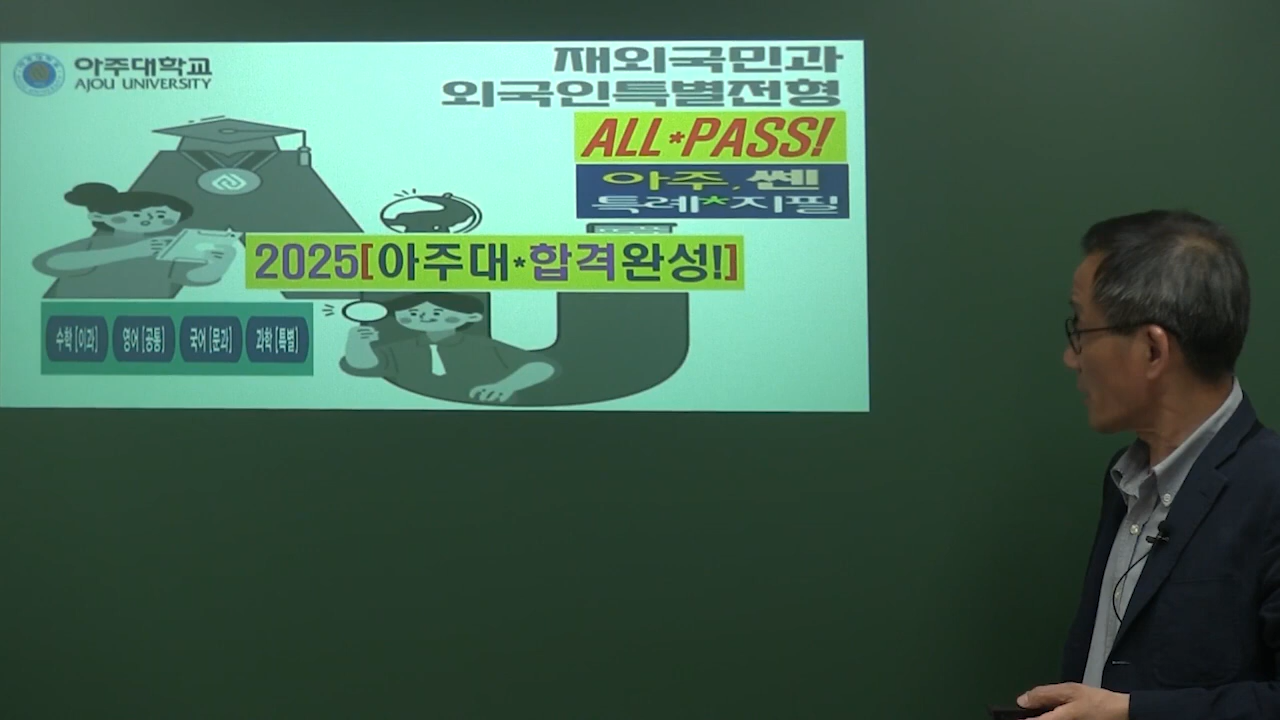 아주대학교
AJOU UNIVERSITY
재외국민과
외국인특별전형
ALL*PASS!
아주, 쎈
특례*지필
2025[아주대*합격완성!]
수학 [이과] 영어 [공통] 국어 [문과] 과학 [특별]